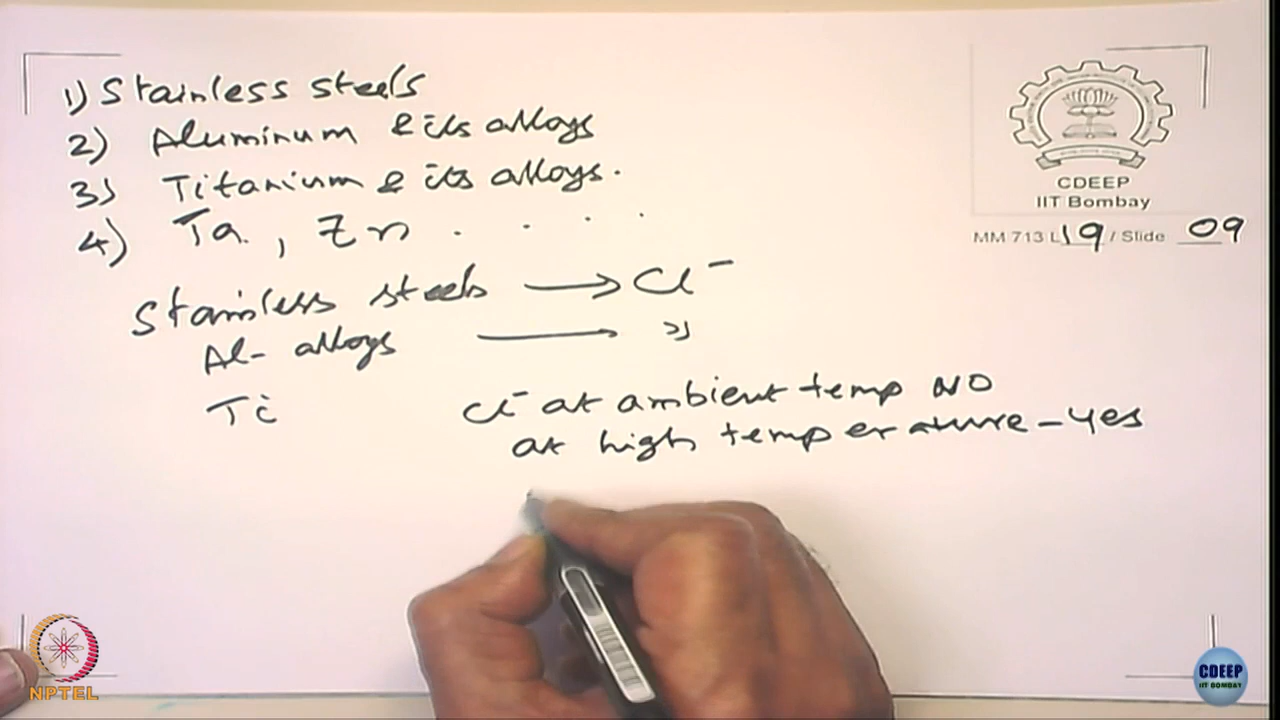 1) Stainless steels
2) Aluminum & its alloys
3) Titanium & its alloys.
4) Ta, Zn . . . .
Stainless steels → Cl⁻
Al- alloys → "
Ti Cl⁻ at ambient temp NO
at high temperature - Yes
CDEEP
IIT Bombay
MM 713 L19 / Slide 09
NPTEL
CDEEP
IIT BOMBAY